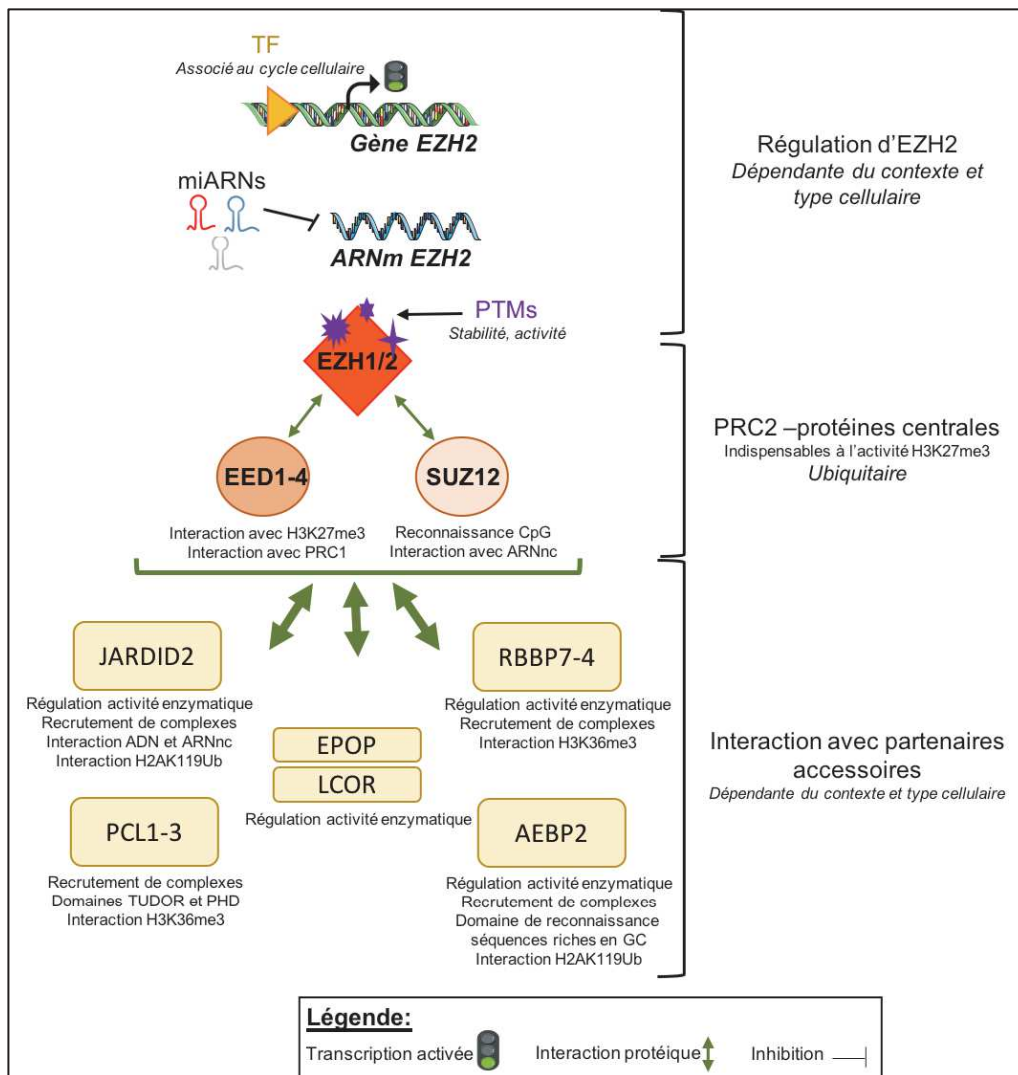 TF
Associé au cycle cellulaire
Gène EZH2
miARNs
ARNm EZH2
Régulation d'EZH2
Dépendante du contexte et
type cellulaire
PTMs
Stabilité, activité
EZH1/2
EED1-4
SUZ12
Interaction avec H3K27me3
Interaction avec PRC1
Reconnaissance CpG
Interaction avec ARNnc
PRC2 –protéines centrales
Indispensables à l'activité H3K27me3
Ubiquitaire
JARDID2
Régulation activité enzymatique
Recrutement de complexes
Interaction ADN et ARNnc
Interaction H2AK119Ub
RBBP7-4
Régulation activité enzymatique
Recrutement de complexes
Interaction H3K36me3
EPOP
LCOR
Régulation activité enzymatique
PCL1-3
Recrutement de complexes
Domaines TUDOR et PHD
Interaction H3K36me3
AEBP2
Régulation activité enzymatique
Recrutement de complexes
Domaine de reconnaissance
séquences riches en GC
Interaction H2AK119Ub
Interaction avec partenaires
accessoires
Dépendante du contexte et type cellulaire
Légende:
Transcription activée
Interaction protéique
Inhibition